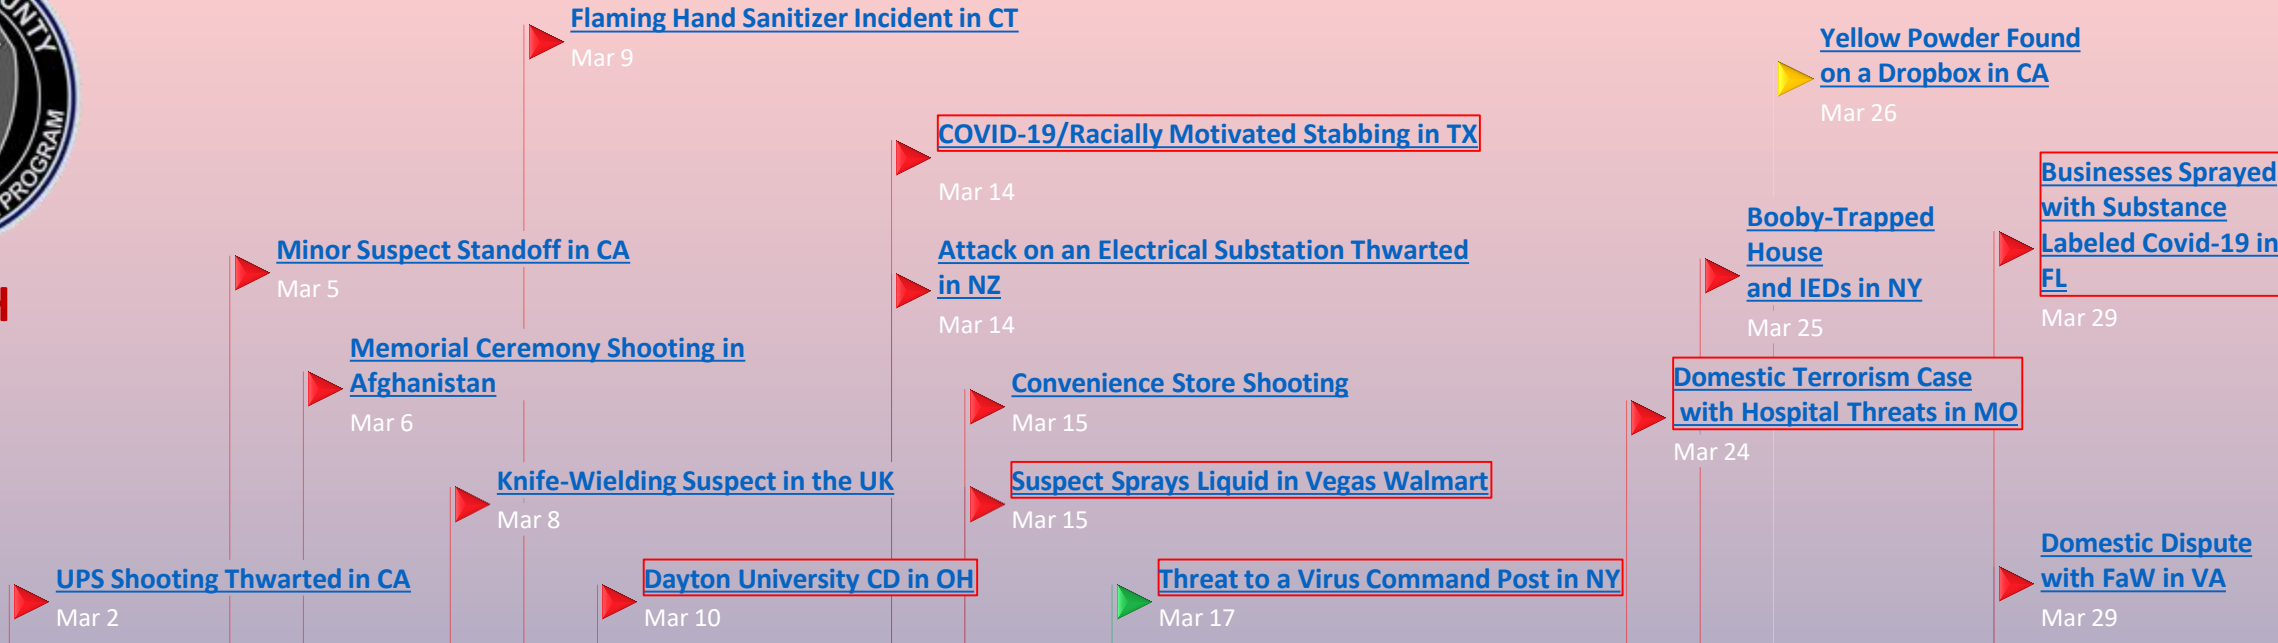 UNTY
PROGRAM
Flaming Hand Sanitizer Incident in CT
Mar 9
Yellow Powder Found
on a Dropbox in CA
Mar 26
COVID-19/Racially Motivated Stabbing in TX
Mar 14
Businesses Sprayed
with Substance
Labeled Covid-19 in
FL
Mar 29
Minor Suspect Standoff in CA
Mar 5
Attack on an Electrical Substation Thwarted
in NZ
Mar 14
Booby-Trapped
House
and IEDs in NY
Mar 25
Memorial Ceremony Shooting in
Afghanistan
Mar 6
Convenience Store Shooting
Mar 15
Domestic Terrorism Case
with Hospital Threats in MO
Mar 24
Knife-Wielding Suspect in the UK
Mar 8
Suspect Sprays Liquid in Vegas Walmart
Mar 15
Domestic Dispute
with FaW in VA
Mar 29
UPS Shooting Thwarted in CA
Mar 2
Dayton University CD in OH
Mar 10
Threat to a Virus Command Post in NY
Mar 17